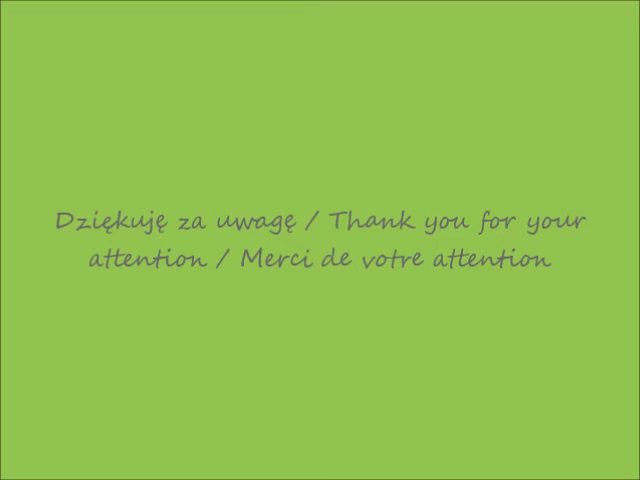 Dziękuję za uwagę / Thank you for your
attention / Merci de votre attention